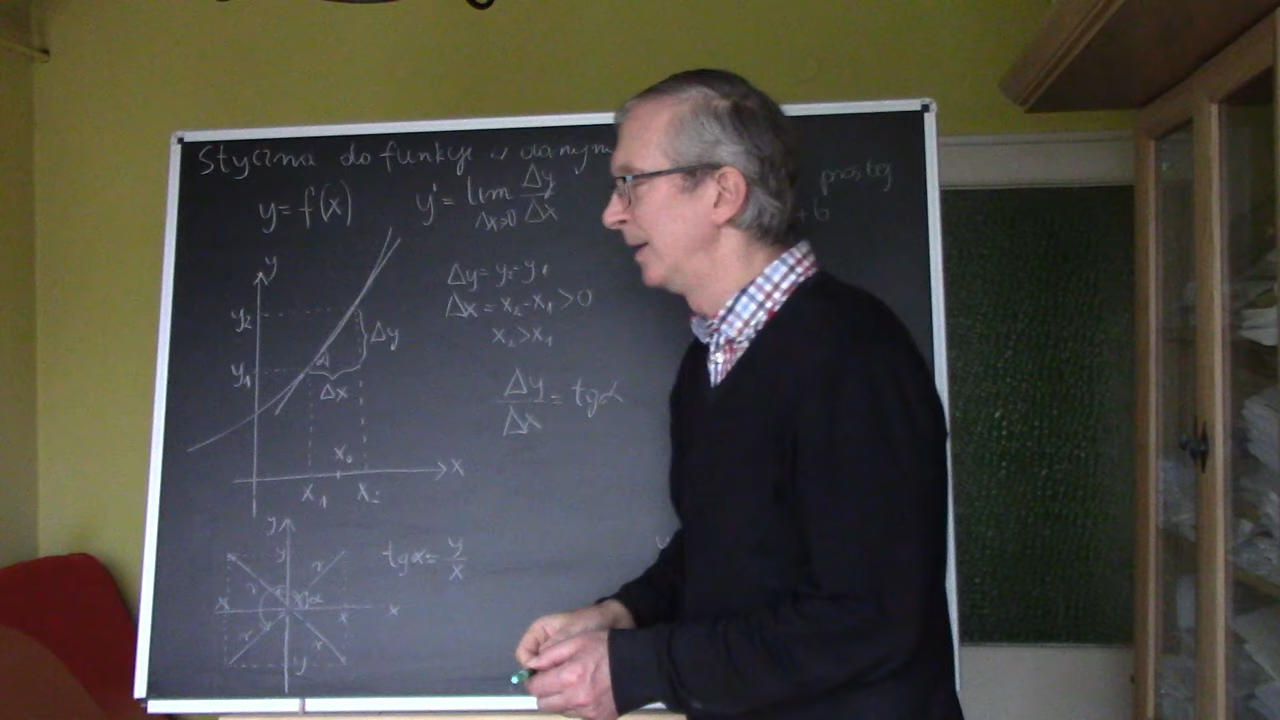 Styczna do funkcji w danym
prostej
y = f(x)
y' = lim Δy/Δx
Δx→0
+b
y
Δy = y₂ - y₁
Δx = x₂ - x₁ > 0
x₂ > x₁
y₂
Δy
y₁
α
Δx
Δy/Δx = tgα
x₀
x
x₁ x₂
y
tgα = y/x
y
r
r
α
x
x
x
r
r
y